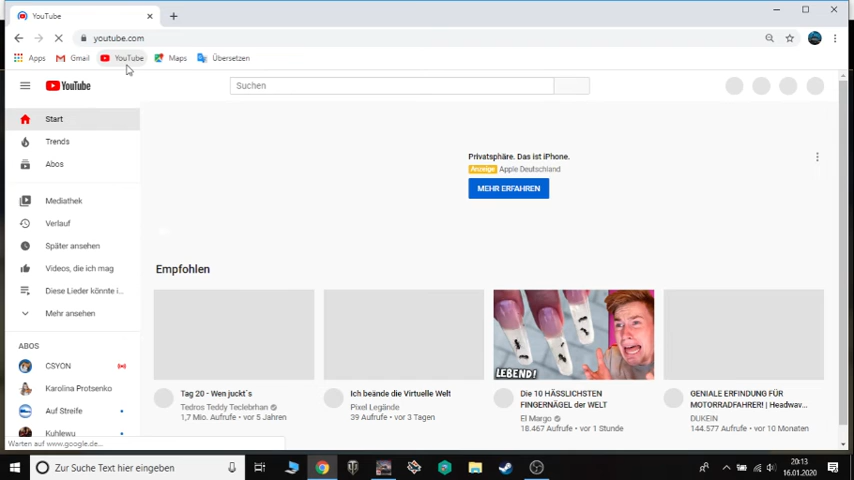 YouTube
youtube.com
Apps Gmail YouTube Maps Übersetzen
YouTube
Suchen
Start
Trends
Abos
Privatsphäre. Das ist iPhone.
Anzeige Apple Deutschland
MEHR ERFAHREN
Mediathek
Verlauf
Später ansehen
Videos, die ich mag
Diese Lieder könnte i...
Mehr ansehen
Empfohlen
LEBEND!
ABOS
CSYON
Karolina Protsenko
Auf Streife
Kuhlewu
Tag 20 - Wen juckt´s
Tedros Teddy Teclebrhan
1,7 Mio. Aufrufe • vor 5 Jahren
Ich beände die Virtuelle Welt
Pixel Legände
39 Aufrufe • vor 3 Tagen
Die 10 HÄSSLICHSTEN
FINGERNÄGEL der WELT
El Margo
18.467 Aufrufe • vor 1 Stunde
GENIALE ERFINDUNG FÜR
MOTORRADFAHRER! | Headwav...
DUKEIN
144.577 Aufrufe • vor 10 Monaten
Warten auf www.google.de...
Zur Suche Text hier eingeben
20:13
16.01.2020